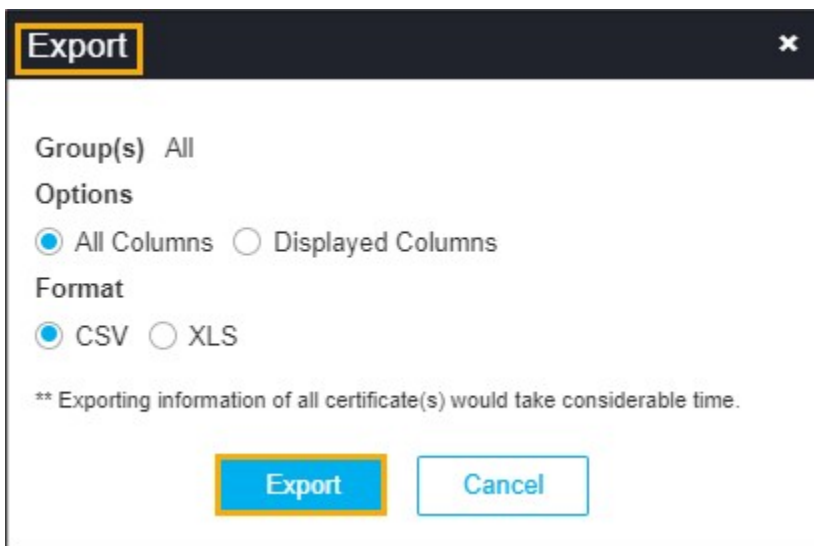 Export
Group(s) All
Options
All Columns Displayed Columns
Format
CSV XLS
** Exporting information of all certificate(s) would take considerable time.
Export Cancel